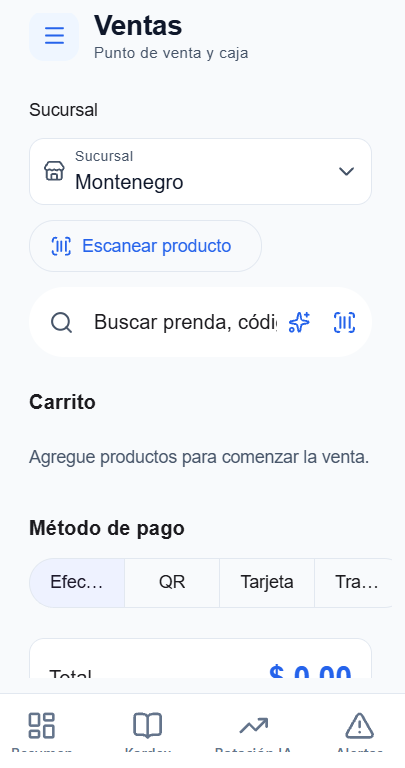 Ventas
Punto de venta y caja
Sucursal
Sucursal
Montenegro
Escanear producto
Buscar prenda, códi
Carrito
Agregue productos para comenzar la venta.
Método de pago
Efec... QR Tarjeta Tra...
Total $ 0.00
Resumen Kardex Rotación IA Alertas